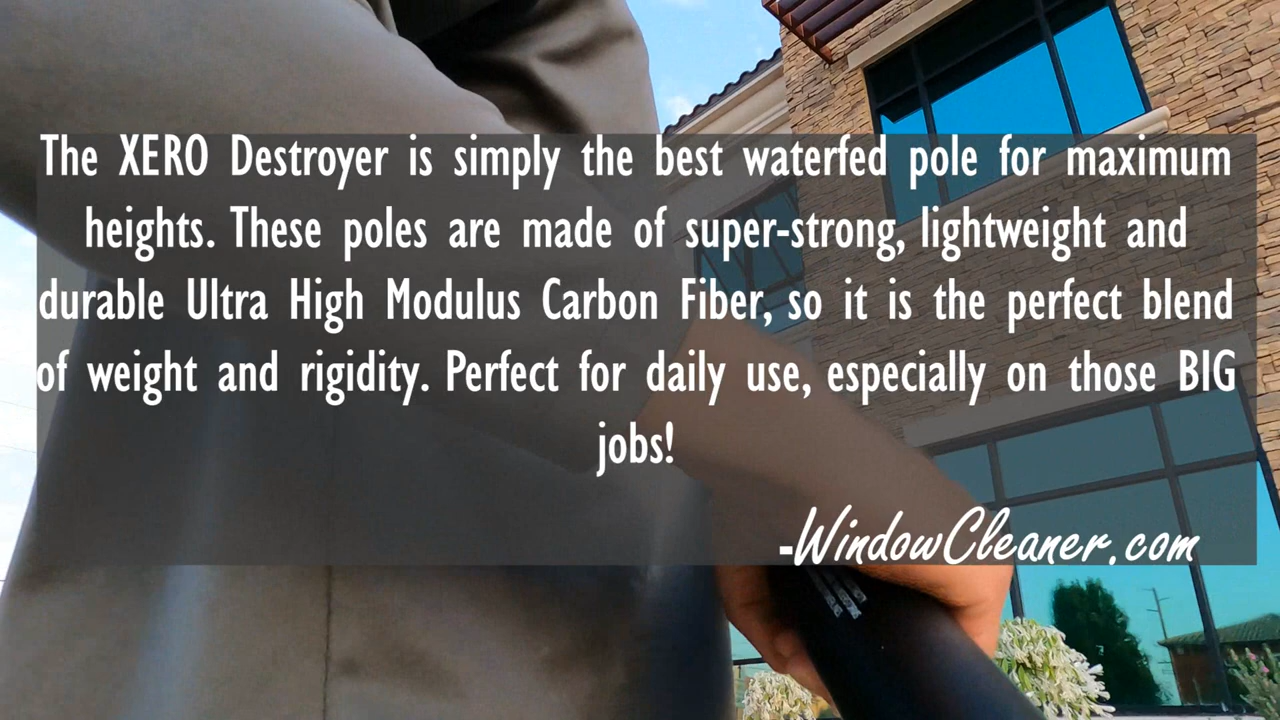 The XERO Destroyer is simply the best waterfed pole for maximum
heights. These poles are made of super-strong, lightweight and
durable Ultra High Modulus Carbon Fiber, so it is the perfect blend
of weight and rigidity. Perfect for daily use, especially on those BIG
jobs!
-WindowCleaner.com